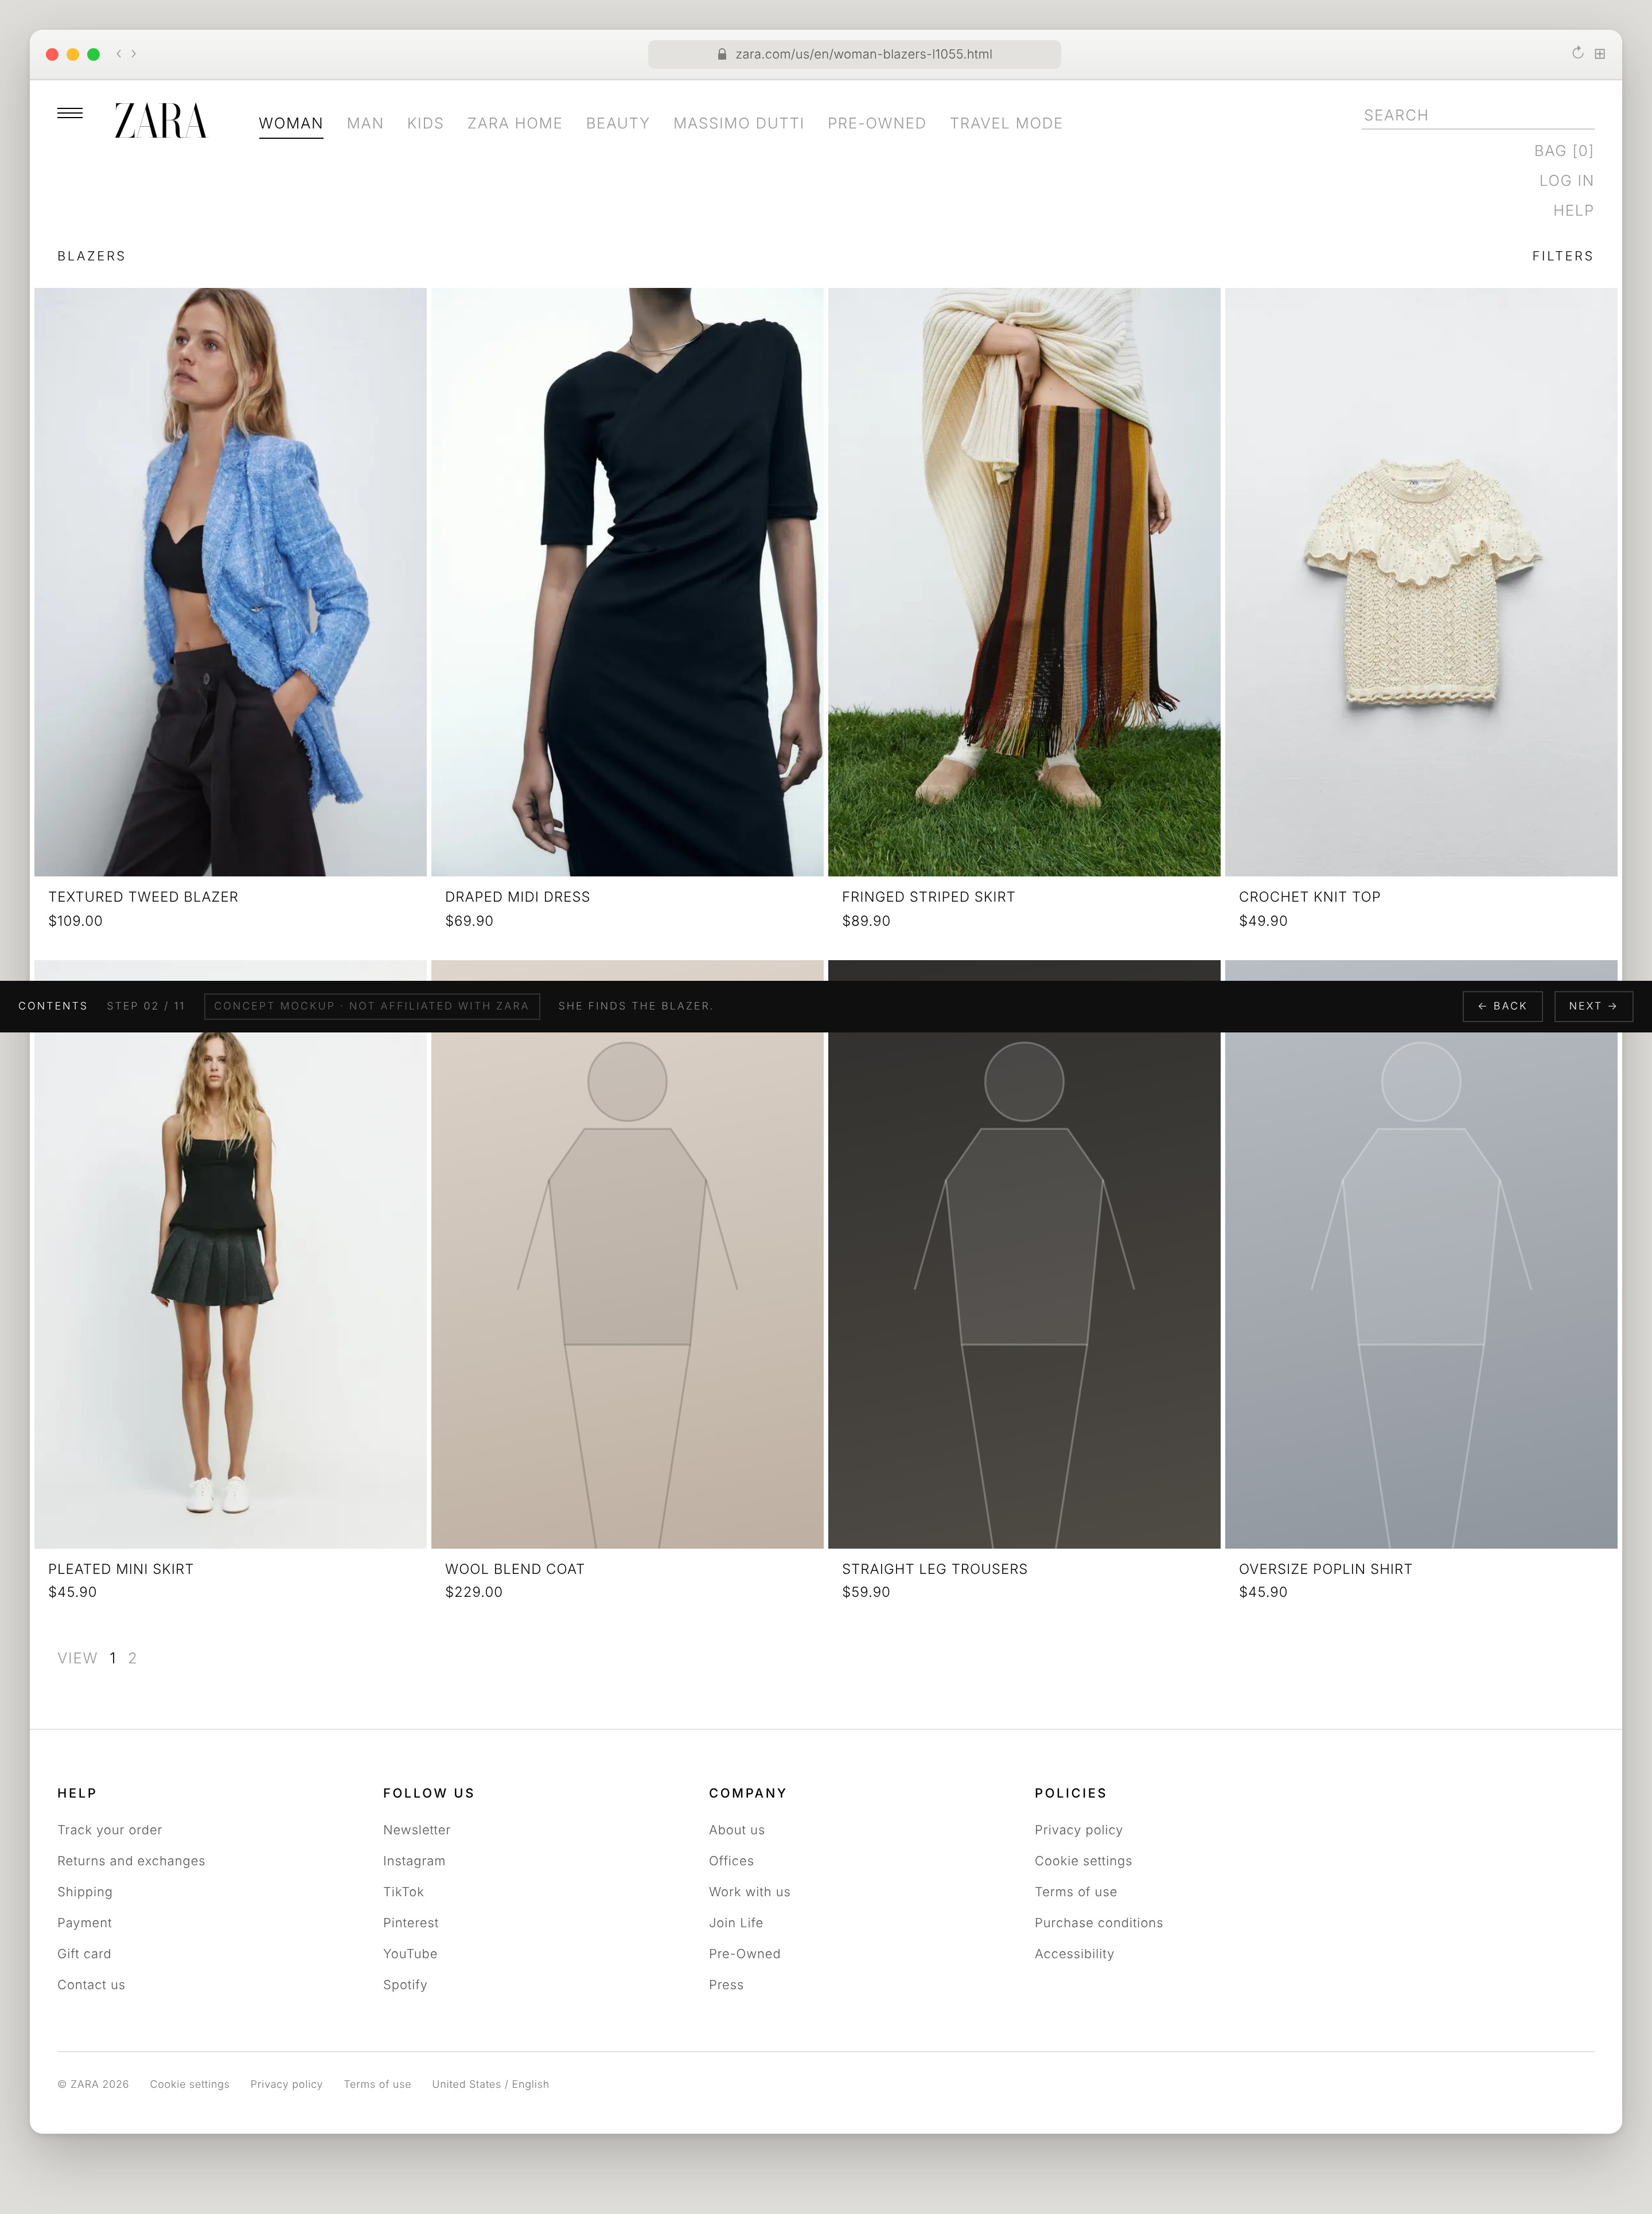 zara.com/us/en/woman-blazers-l1055.html
ZARA
WOMAN MAN KIDS ZARA HOME BEAUTY MASSIMO DUTTI PRE-OWNED TRAVEL MODE
SEARCH
BAG [0]
LOG IN
HELP
BLAZERS
FILTERS
TEXTURED TWEED BLAZER
$109.00
DRAPED MIDI DRESS
$69.90
FRINGED STRIPED SKIRT
$89.90
CROCHET KNIT TOP
$49.90
CONTENTS STEP 02 / 11 CONCEPT MOCKUP · NOT AFFILIATED WITH ZARA SHE FINDS THE BLAZER. ← BACK NEXT →
PLEATED MINI SKIRT
$45.90
WOOL BLEND COAT
$229.00
STRAIGHT LEG TROUSERS
$59.90
OVERSIZE POPLIN SHIRT
$45.90
VIEW 1 2
HELP
Track your order
Returns and exchanges
Shipping
Payment
Gift card
Contact us
FOLLOW US
Newsletter
Instagram
TikTok
Pinterest
YouTube
Spotify
COMPANY
About us
Offices
Work with us
Join Life
Pre-Owned
Press
POLICIES
Privacy policy
Cookie settings
Terms of use
Purchase conditions
Accessibility
© ZARA 2026 Cookie settings Privacy policy Terms of use United States / English